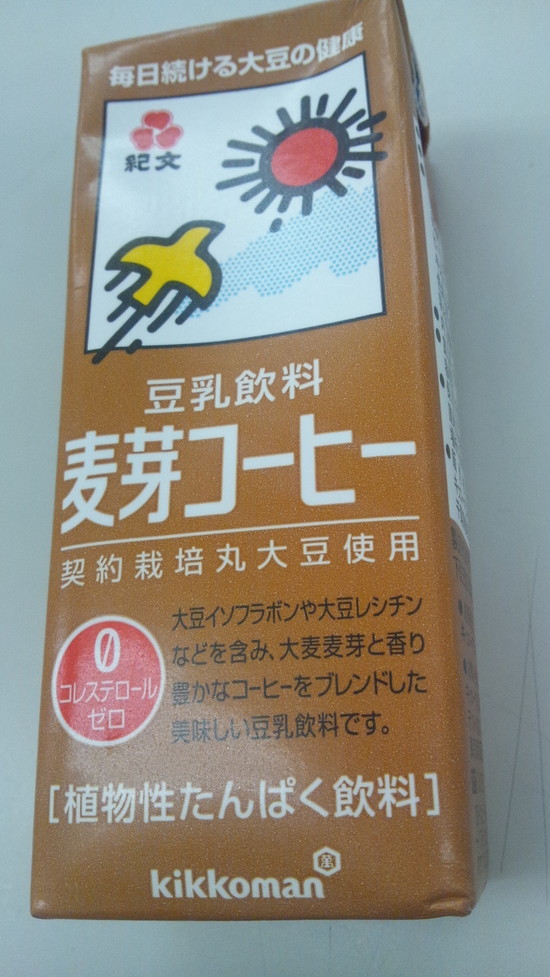 毎日続ける大豆の健康
紀文
豆乳飲料
麦芽コーヒー
契約栽培丸大豆使用
0
コレステロール
ゼロ
大豆イソフラボンや大豆レシチン
などを含み、大麦麦芽と香り
豊かなコーヒーをブレンドした
美味しい豆乳飲料です。
[植物性たんぱく飲料]
kikkoman